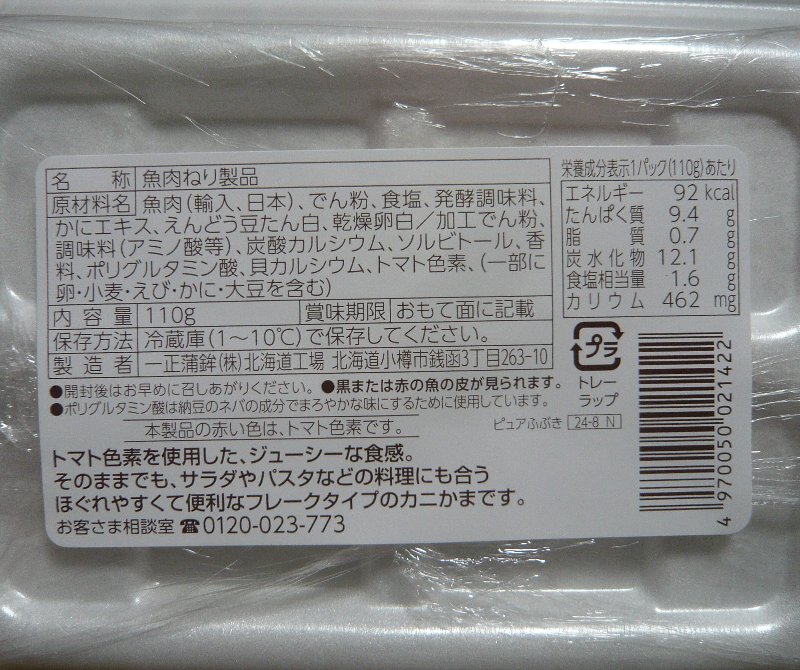 名　　称 魚肉ねり製品
原材料名 魚肉（輸入、日本）、でん粉、食塩、発酵調味料、
かにエキス、えんどう豆たん白、乾燥卵白／加工でん粉、
調味料（アミノ酸等）、炭酸カルシウム、ソルビトール、香
料、ポリグルタミン酸、貝カルシウム、トマト色素、（一部に
卵・小麦・えび・かに・大豆を含む）
内 容 量 110g 賞味期限 おもて面に記載
保存方法 冷蔵庫（1～10℃）で保存してください。
製 造 者 一正蒲鉾（株）北海道工場 北海道小樽市銭函3丁目263-10
●開封後はお早めに召しあがりください。 ●黒または赤の魚の皮が見られます。
●ポリグルタミン酸は納豆のネバの成分でまろやかな味にするために使用しています。
本製品の赤い色は、トマト色素です。
トマト色素を使用した、ジューシーな食感。
そのままでも、サラダやパスタなどの料理にも合う
ほぐれやすくて便利なフレークタイプのカニかまです。
お客さま相談室 ☎0120-023-773
栄養成分表示1パック（110g）あたり
エネルギー 92 kcal
たんぱく質 9.4 g
脂　　質 0.7 g
炭水化物 12.1 g
食塩相当量 1.6 g
カリウム 462 mg
プラ
トレー
ラップ
ピュアふぶき 24-8 N
4 970050 021422